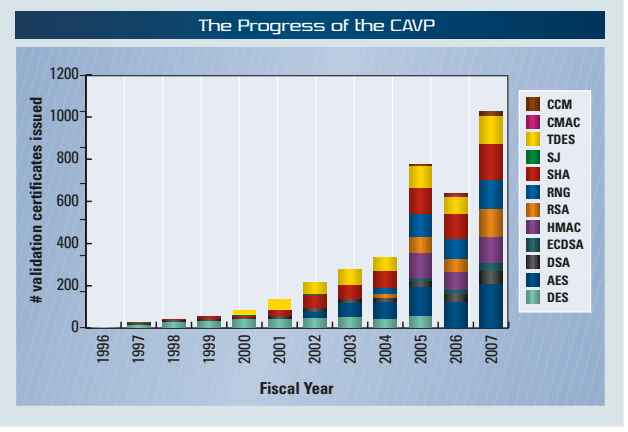 The Progress of the CAVP
# validation certificates issued
1200
1000
800
600
400
200
0
1996
1997
1998
1999
2000
2001
2002
2003
2004
2005
2006
2007
Fiscal Year
CCM
CMAC
TDES
SJ
SHA
RNG
RSA
HMAC
ECDSA
DSA
AES
DES